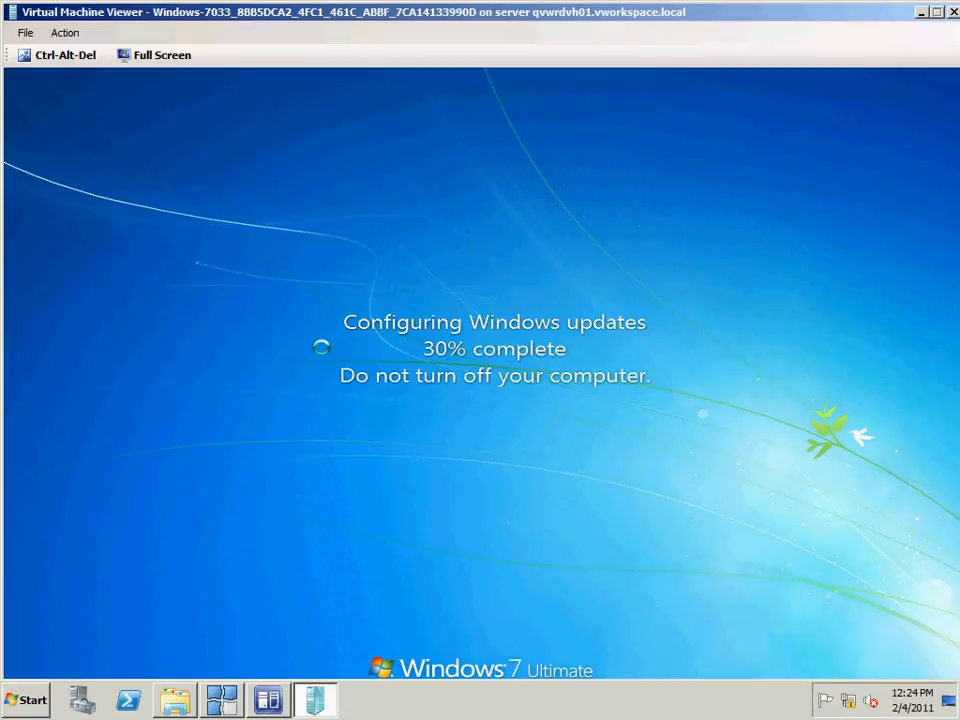 Virtual Machine Viewer - Windows-7033_8BB5DCA2_4FC1_461C_ABBF_7CA14133990D on server qvwrdvh01.vworkspace.local
File Action
Ctrl-Alt-Del Full Screen
Configuring Windows updates
30% complete
Do not turn off your computer.
Windows 7 Ultimate
Start
12:24 PM
2/4/2011